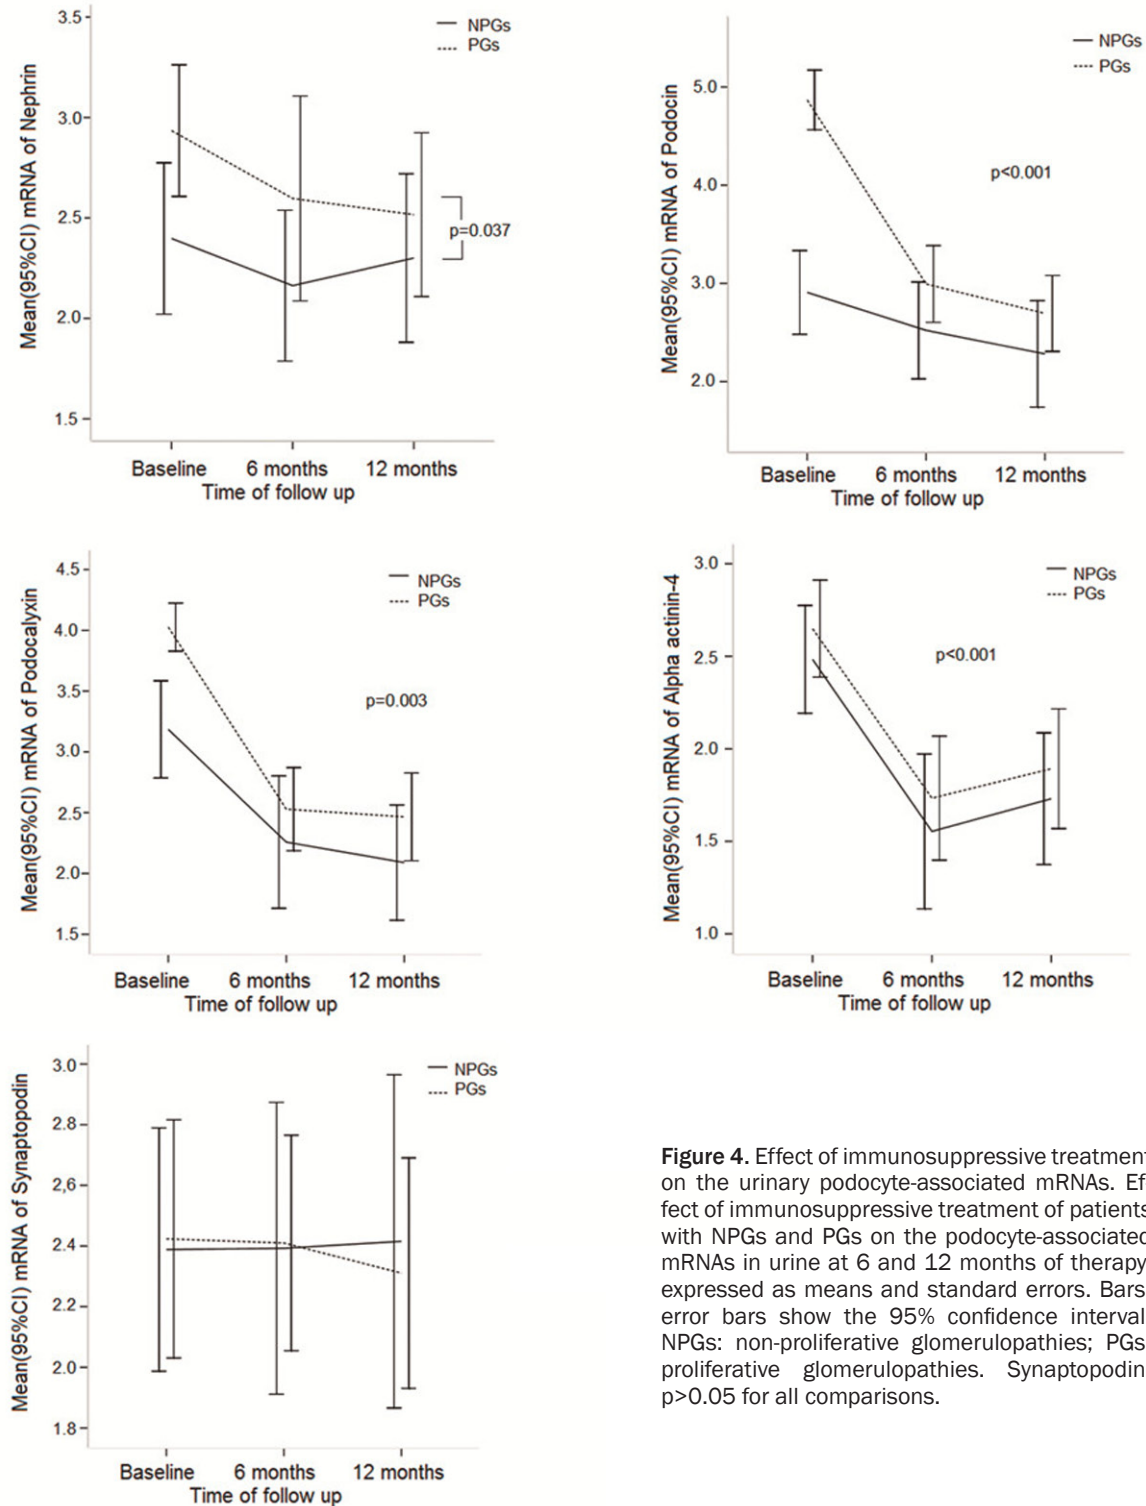 3.5
3.0
2.5
2.0
1.5
Mean(95%CI) mRNA of Nephrin
NPGs
PGs
p=0.037
Baseline 6 months 12 months
Time of follow up
5.0
4.0
3.0
2.0
Mean(95%CI) mRNA of Podocin
NPGs
PGs
p<0.001
Baseline 6 months 12 months
Time of follow up
4.5
4.0
3.5
3.0
2.5
2.0
1.5
Mean(95%CI) mRNA of Podocalyxin
NPGs
PGs
p=0.003
Baseline 6 months 12 months
Time of follow up
3.0
2.5
2.0
1.5
1.0
Mean(95%CI) mRNA of Alpha actinin-4
NPGs
PGs
p<0.001
Baseline 6 months 12 months
Time of follow up
3.0
2.8
2,6
2.4
2.2
2.0
1.8
Mean(95%CI) mRNA of Synaptopodin
NPGs
PGs
Baseline 6 months 12 months
Time of follow up
Figure 4. Effect of immunosuppressive treatment
on the urinary podocyte-associated mRNAs. Ef
fect of immunosuppressive treatment of patients
with NPGs and PGs on the podocyte-associated
mRNAs in urine at 6 and 12 months of therapy
expressed as means and standard errors. Bars
error bars show the 95% confidence interval
NPGs: non-proliferative glomerulopathies; PGs
proliferative glomerulopathies. Synaptopodin
p>0.05 for all comparisons.